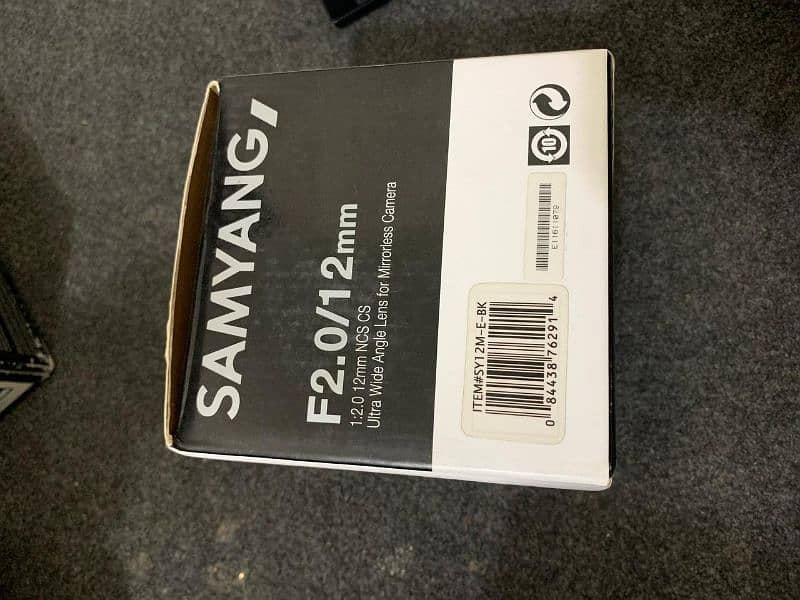 SAMYANG
F2.0/12mm
1:2.0 12mm NCS CS
Ultra Wide Angle Lens for Mirrorless Camera
10
E11611079
ITEM#SY12M-E-BK
0 84438 76291 4